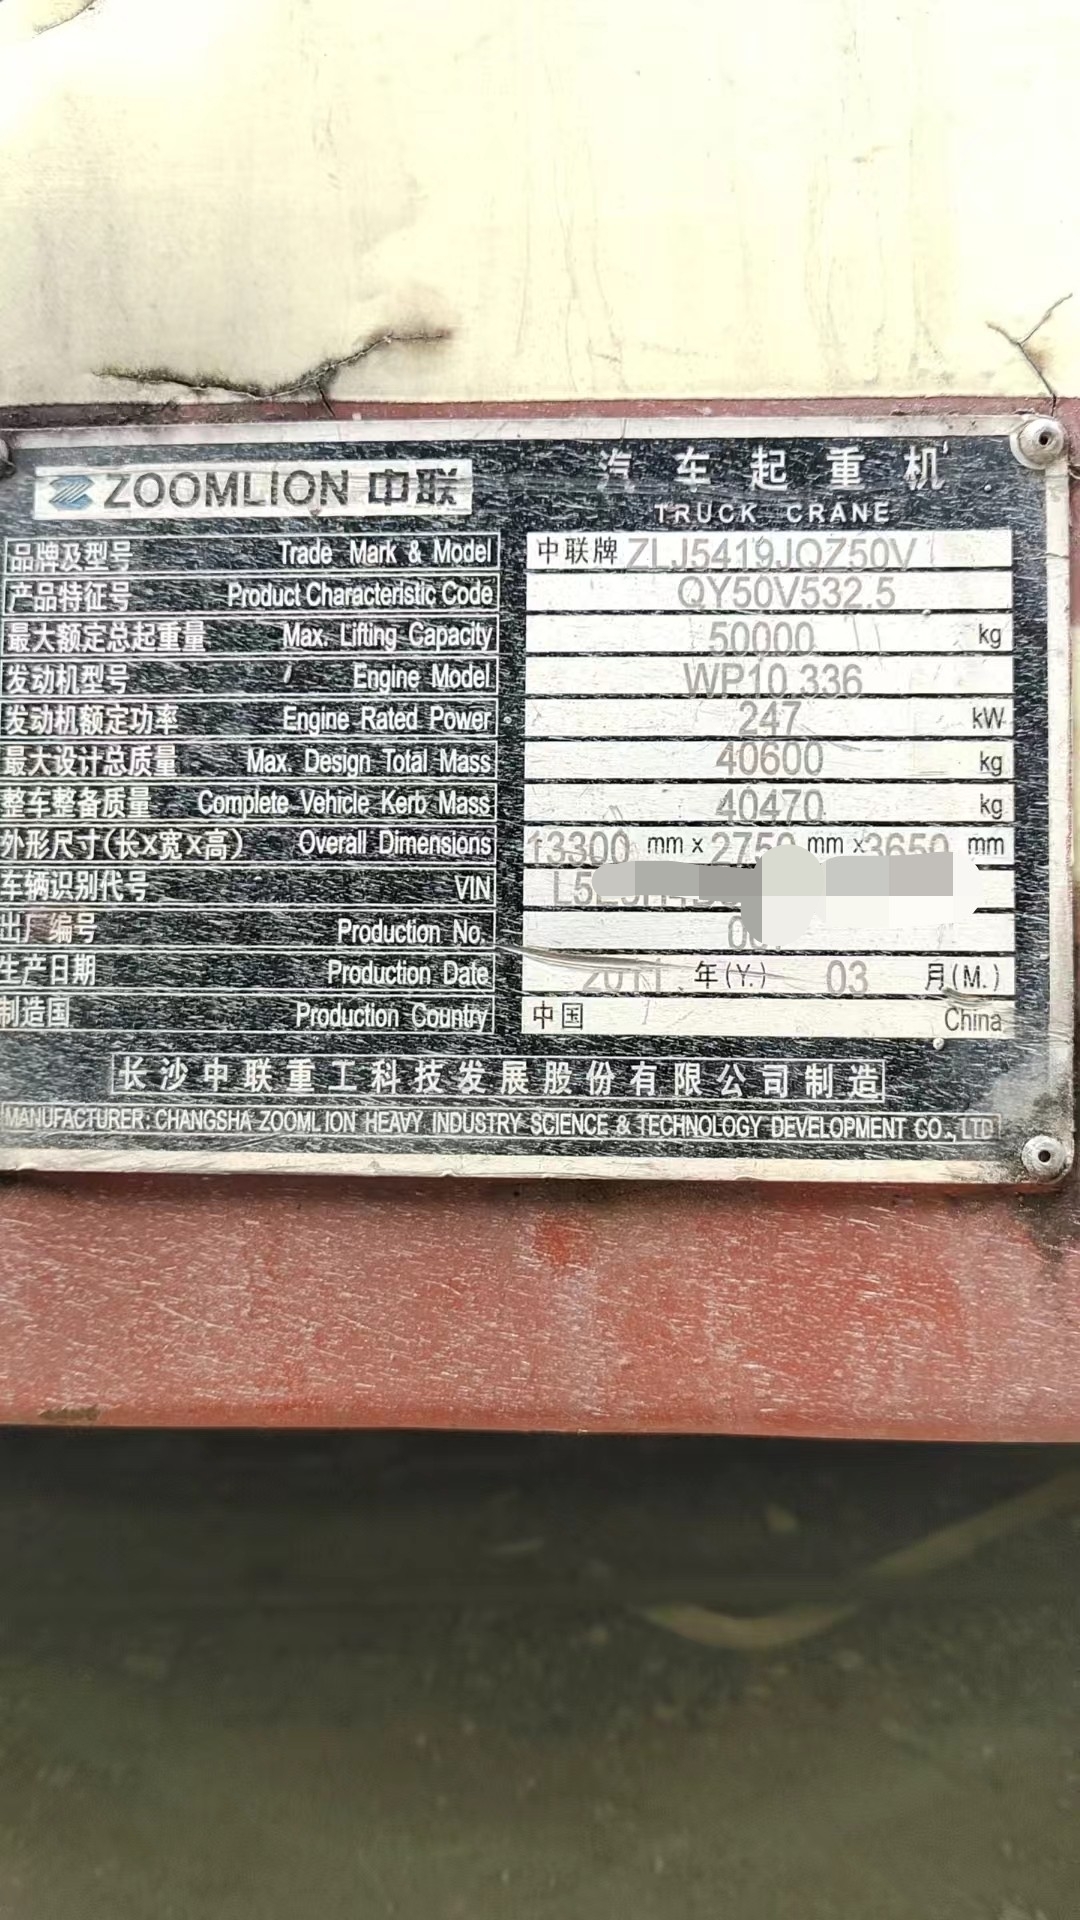 ZOOMLION 中联
汽车起重机
TRUCK CRANE
品牌及型号 Trade Mark & Model 中联牌 ZLJ5419JQZ50V
产品特征号 Product Characteristic Code QY50V532.5
最大额定总起重量 Max. Lifting Capacity 50000 kg
发动机型号 Engine Model WP10.336
发动机额定功率 Engine Rated Power 247 kW
最大设计总质量 Max. Design Total Mass 40600 kg
整车整备质量 Complete Vehicle Kerb Mass 40470 kg
外形尺寸(长X宽X高) Overall Dimensions 13300 mm x 2750 mm x 3650 mm
车辆识别代号 VIN
出厂编号 Production No.
生产日期 Production Date 2011 年(Y.) 03 月(M.)
制造国 Production Country 中国 China
长沙中联重工科技发展股份有限公司制造
MANUFACTURER: CHANGSHA ZOOMLION HEAVY INDUSTRY SCIENCE & TECHNOLOGY DEVELOPMENT CO., LTD